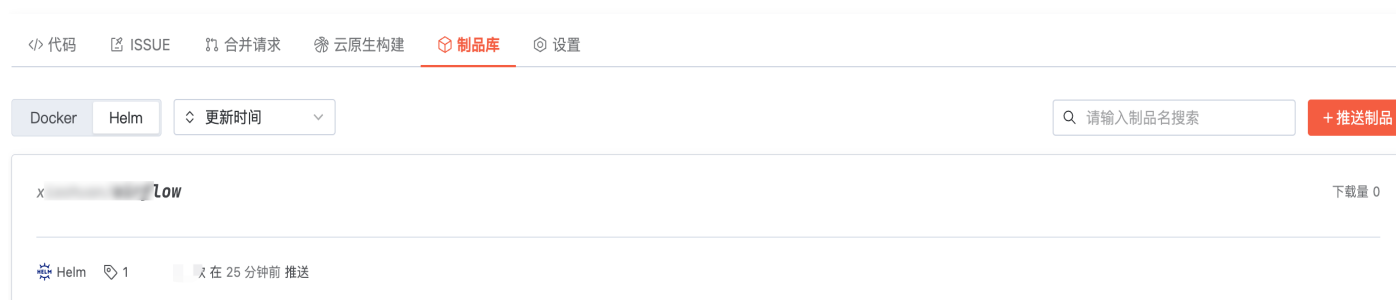 代码 ISSUE 合并请求 云原生构建 制品库 设置
Docker Helm 更新时间 请输入制品名搜索 +推送制品
下载量 0
HELM Helm 1 在 25 分钟前 推送